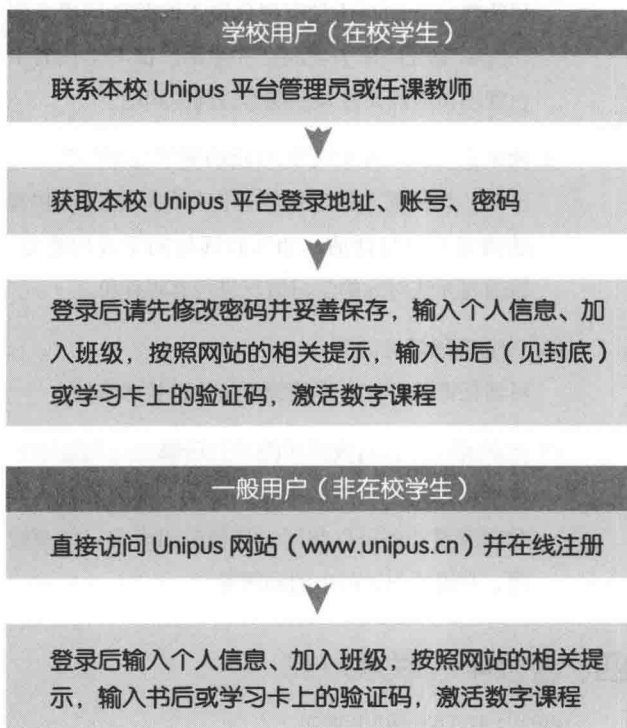 学校用户（在校学生）
联系本校 Unipus 平台管理员或任课教师
获取本校 Unipus 平台登录地址、账号、密码
登录后请先修改密码并妥善保存，输入个人信息、加
入班级，按照网站的相关提示，输入书后（见封底）
或学习卡上的验证码，激活数字课程
一般用户（非在校学生）
直接访问 Unipus 网站（www.unipus.cn）并在线注册
登录后输入个人信息、加入班级，按照网站的相关提
示，输入书后或学习卡上的验证码，激活数字课程